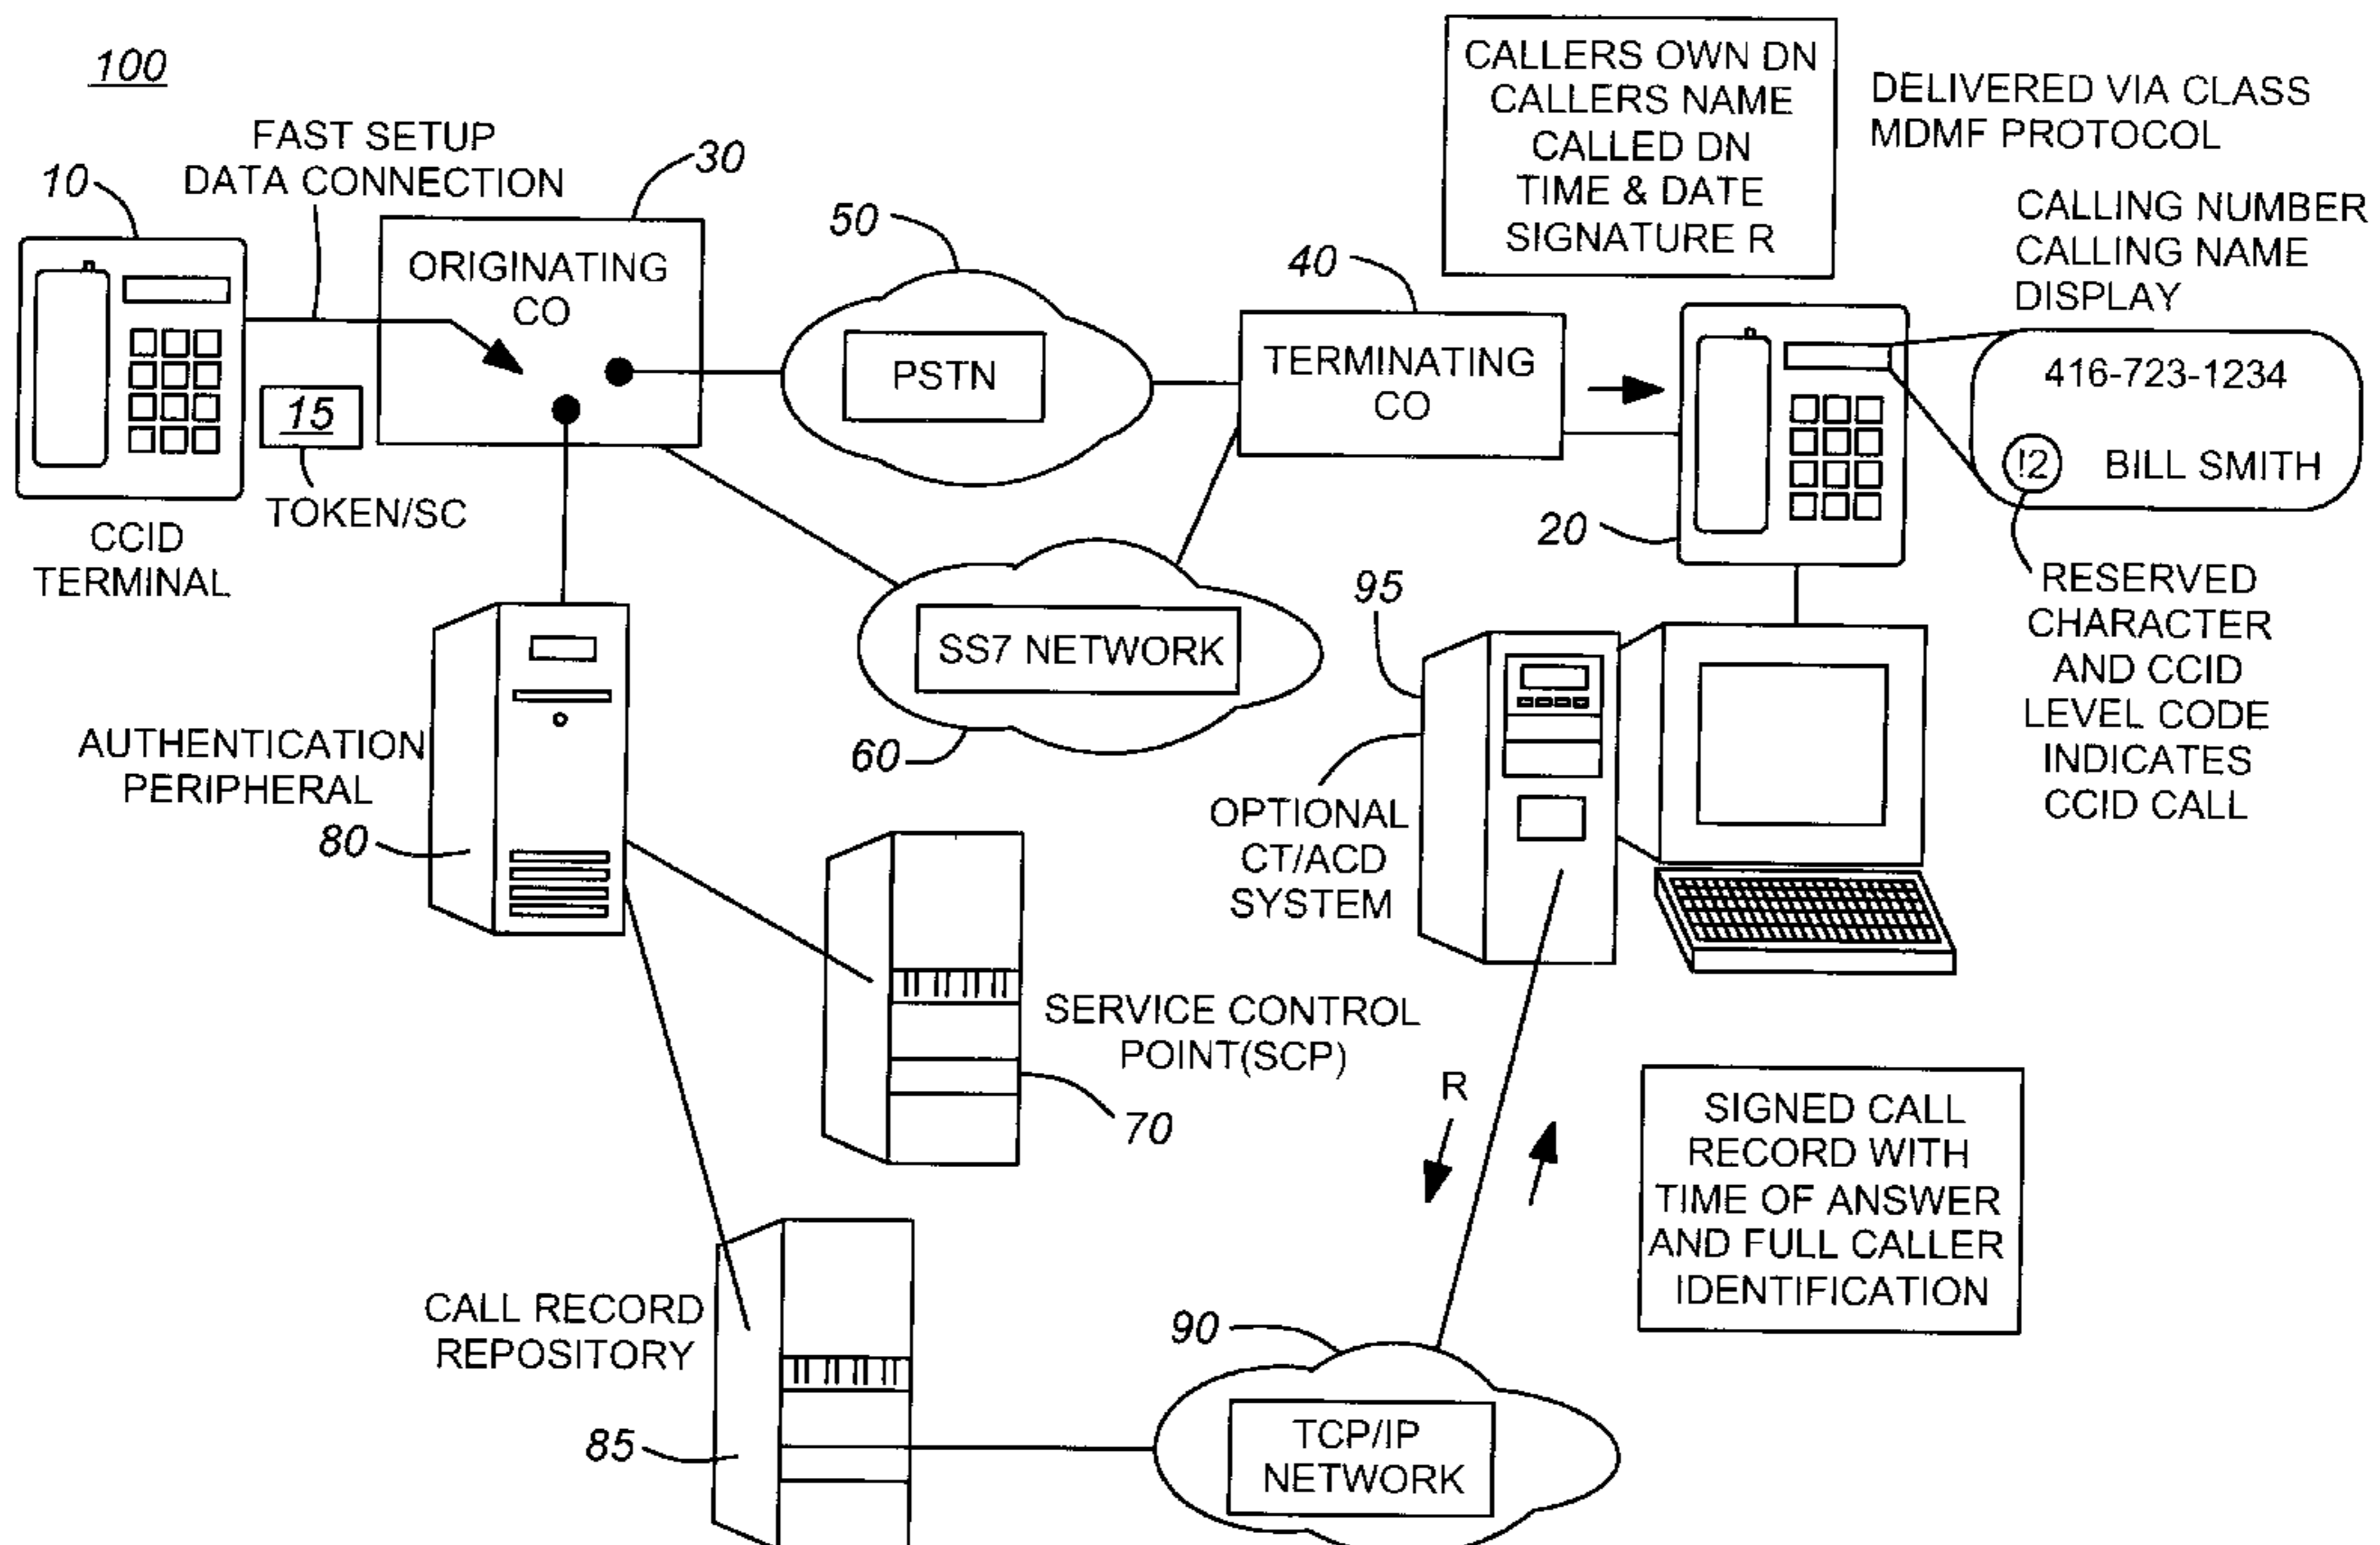 100
FAST SETUP
DATA CONNECTION
10
30
ORIGINATING
CO
15
TOKEN/SC
CCID
TERMINAL
50
PSTN
40
TERMINATING
CO
CALLERS OWN DN
CALLERS NAME
CALLED DN
TIME & DATE
SIGNATURE R
DELIVERED VIA CLASS
MDMF PROTOCOL
CALLING NUMBER
CALLING NAME
DISPLAY
416-723-1234
!2 BILL SMITH
20
RESERVED
CHARACTER
AND CCID
LEVEL CODE
INDICATES
CCID CALL
SS7 NETWORK
60
95
OPTIONAL
CT/ACD
SYSTEM
AUTHENTICATION
PERIPHERAL
80
SERVICE CONTROL
POINT(SCP)
70
R
SIGNED CALL
RECORD WITH
TIME OF ANSWER
AND FULL CALLER
IDENTIFICATION
CALL RECORD
REPOSITORY
85
90
TCP/IP
NETWORK